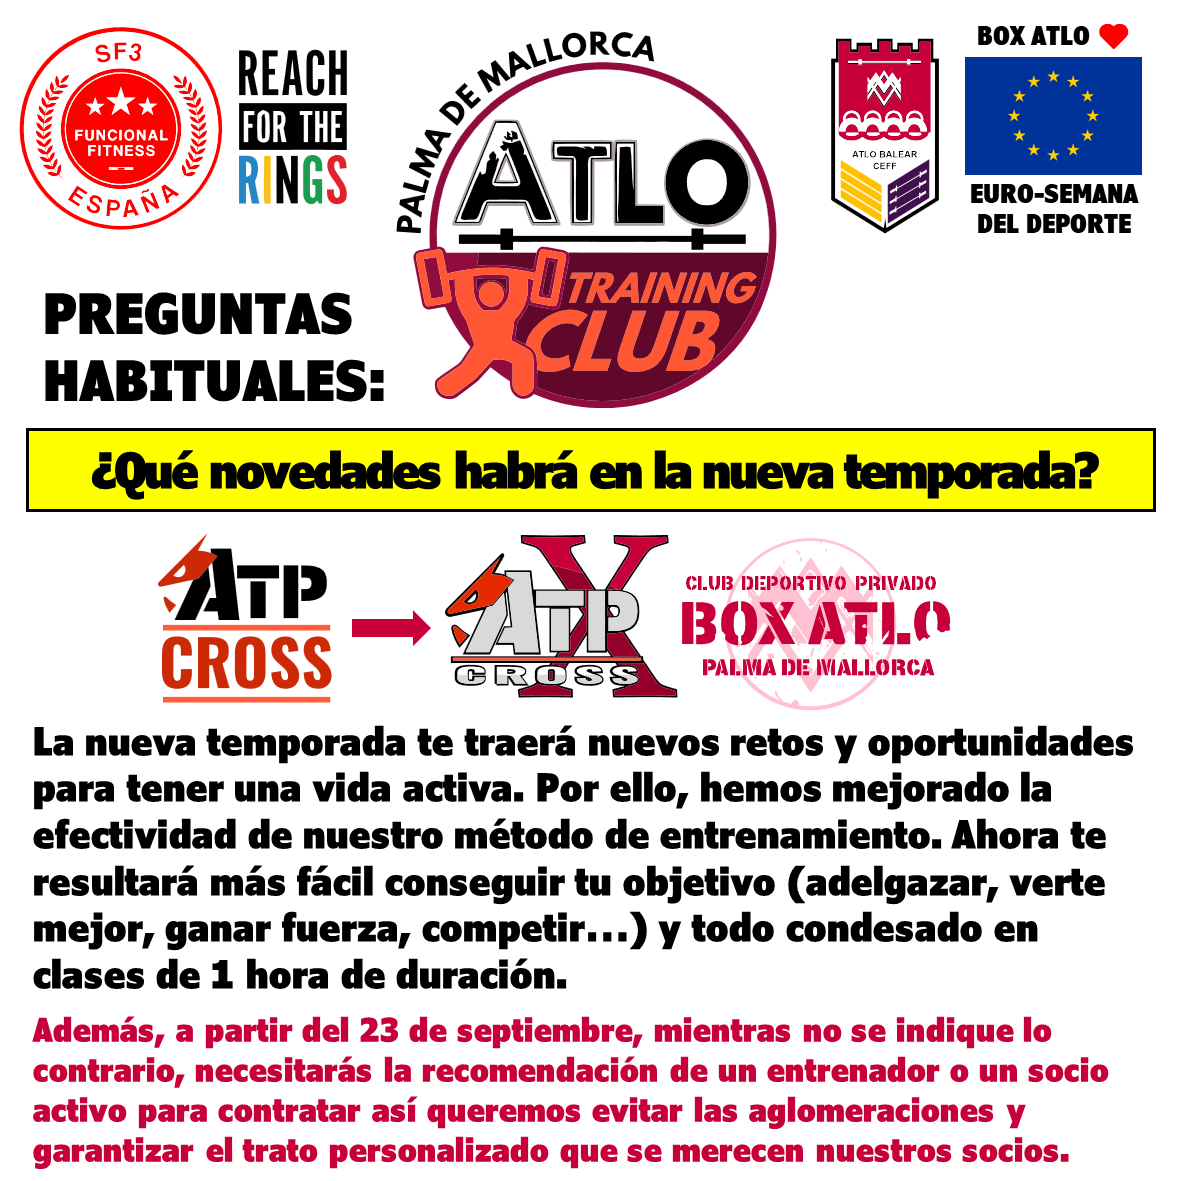 SF3
FUNCIONAL
FITNESS
ESPAÑA
REACH
FOR THE
RINGS
PALMA DE MALLORCA
ATLO
TRAINING
CLUB
ATLO BALEAR
CEFF
BOX ATLO
EURO-SEMANA
DEL DEPORTE
PREGUNTAS
HABITUALES:
¿Qué novedades habrá en la nueva temporada?
ATP
CROSS
X
ATP
CROSS
CLUB DEPORTIVO PRIVADO
BOX ATLO
PALMA DE MALLORCA
La nueva temporada te traerá nuevos retos y oportunidades
para tener una vida activa. Por ello, hemos mejorado la
efectividad de nuestro método de entrenamiento. Ahora te
resultará más fácil conseguir tu objetivo (adelgazar, verte
mejor, ganar fuerza, competir...) y todo condesado en
clases de 1 hora de duración.
Además, a partir del 23 de septiembre, mientras no se indique lo
contrario, necesitarás la recomendación de un entrenador o un socio
activo para contratar así queremos evitar las aglomeraciones y
garantizar el trato personalizado que se merecen nuestros socios.